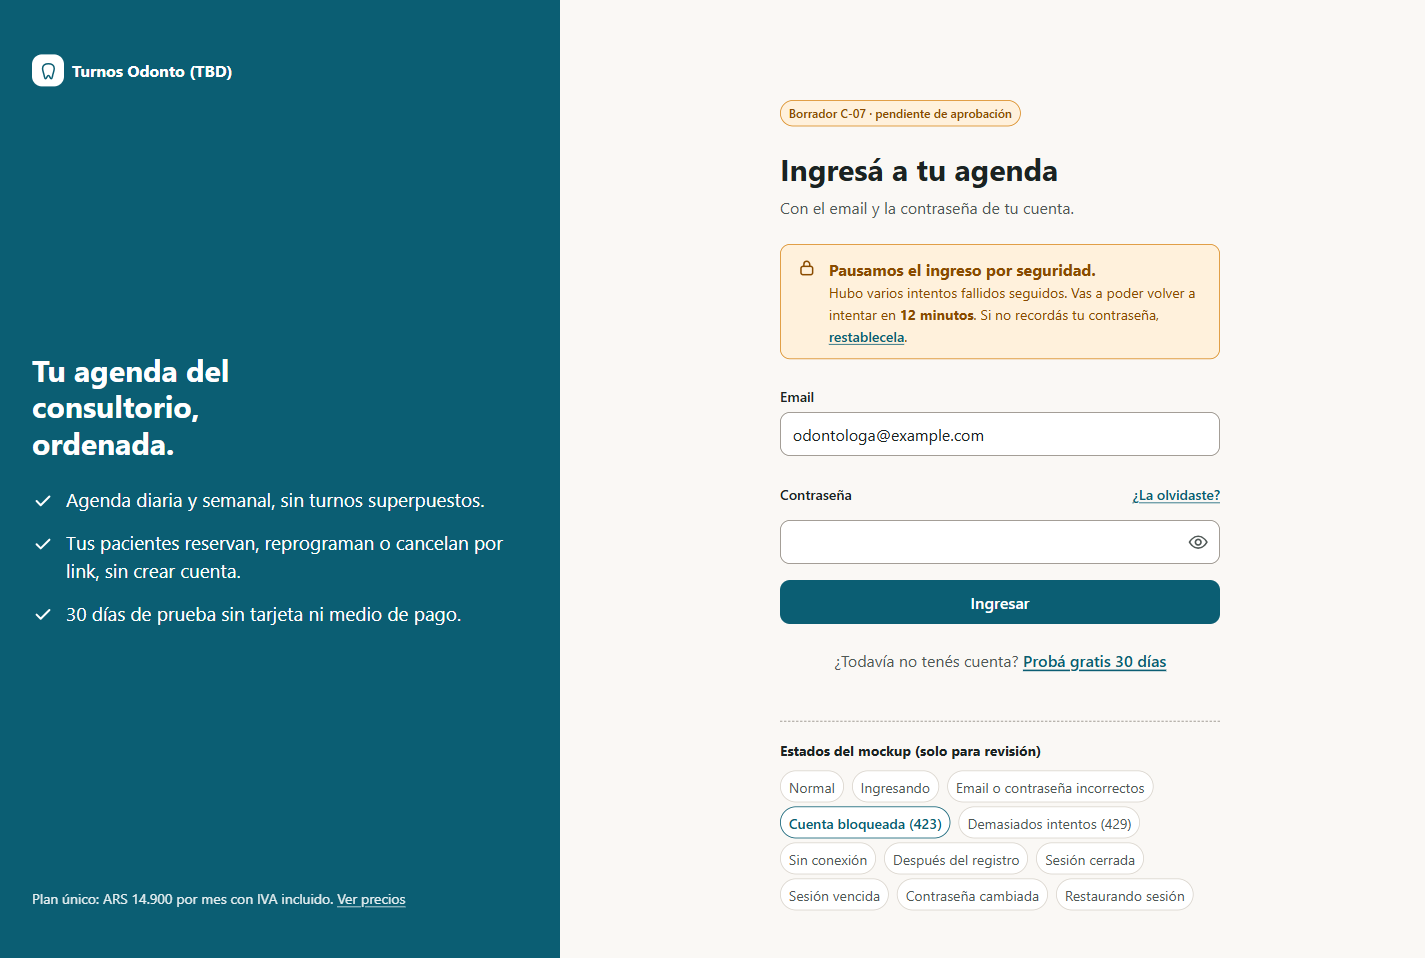 Turnos Odonto (TBD)
Tu agenda del
consultorio,
ordenada.
Agenda diaria y semanal, sin turnos superpuestos.
Tus pacientes reservan, reprograman o cancelan por
link, sin crear cuenta.
30 días de prueba sin tarjeta ni medio de pago.
Plan único: ARS 14.900 por mes con IVA incluido. Ver precios
Borrador C-07 · pendiente de aprobación
Ingresá a tu agenda
Con el email y la contraseña de tu cuenta.
Pausamos el ingreso por seguridad.
Hubo varios intentos fallidos seguidos. Vas a poder volver a
intentar en 12 minutos. Si no recordás tu contraseña,
restablecela.
Email
odontologa@example.com
Contraseña ¿La olvidaste?
Ingresar
¿Todavía no tenés cuenta? Probá gratis 30 días
Estados del mockup (solo para revisión)
Normal Ingresando Email o contraseña incorrectos
Cuenta bloqueada (423) Demasiados intentos (429)
Sin conexión Después del registro Sesión cerrada
Sesión vencida Contraseña cambiada Restaurando sesión